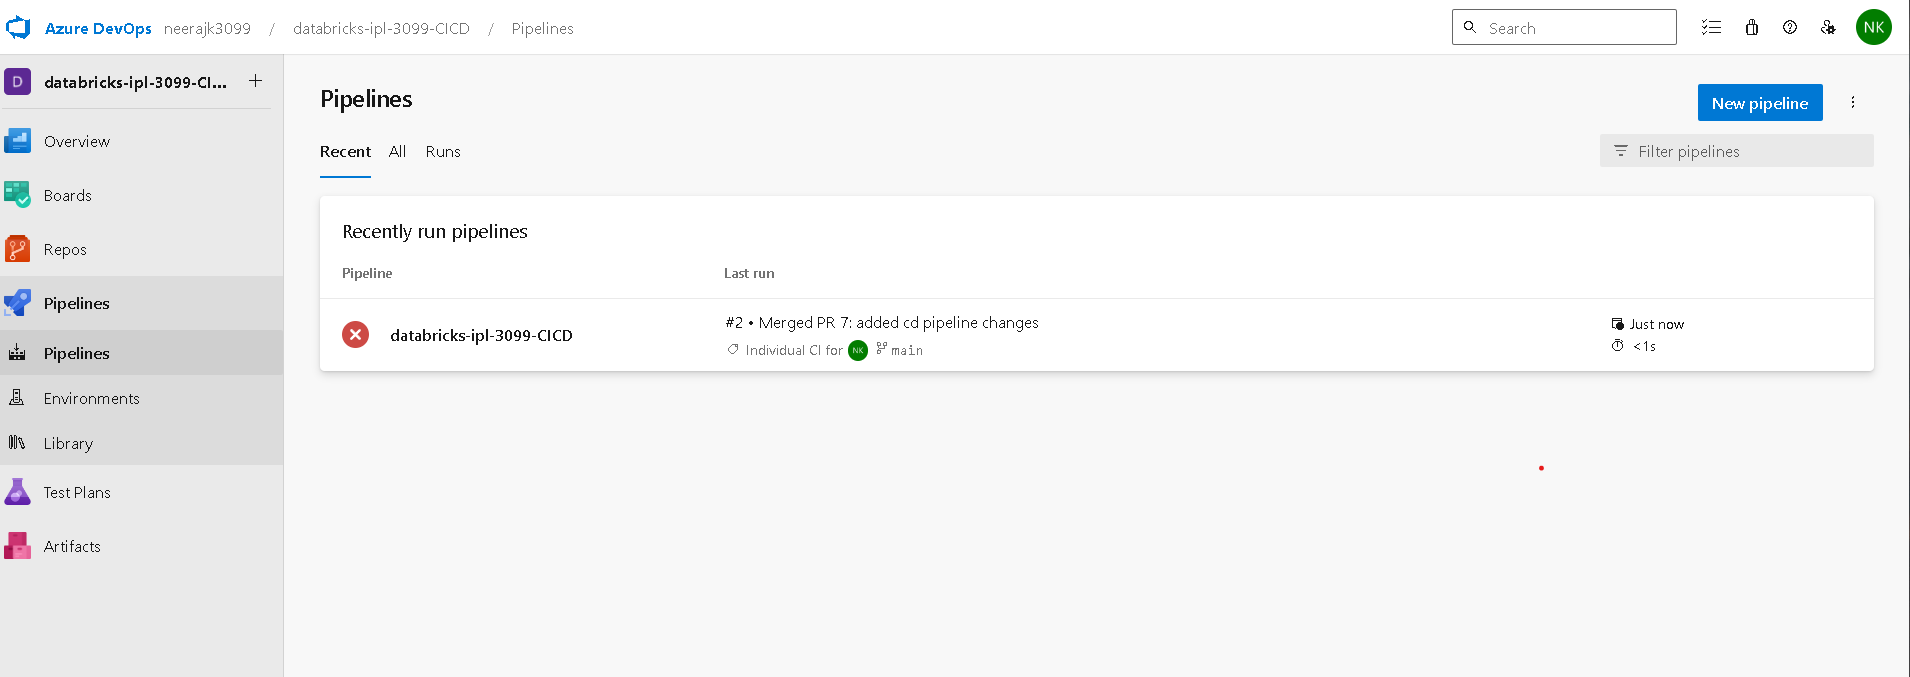 Azure DevOps neerajk3099 / databricks-ipl-3099-CICD / Pipelines
Search
NK
D databricks-ipl-3099-CI...
Overview
Boards
Repos
Pipelines
Pipelines
Environments
Library
Test Plans
Artifacts
Pipelines
New pipeline
Recent All Runs
Filter pipelines
Recently run pipelines
Pipeline Last run
databricks-ipl-3099-CICD
#2 • Merged PR 7: added cd pipeline changes
Individual CI for NK main
Just now
<1s